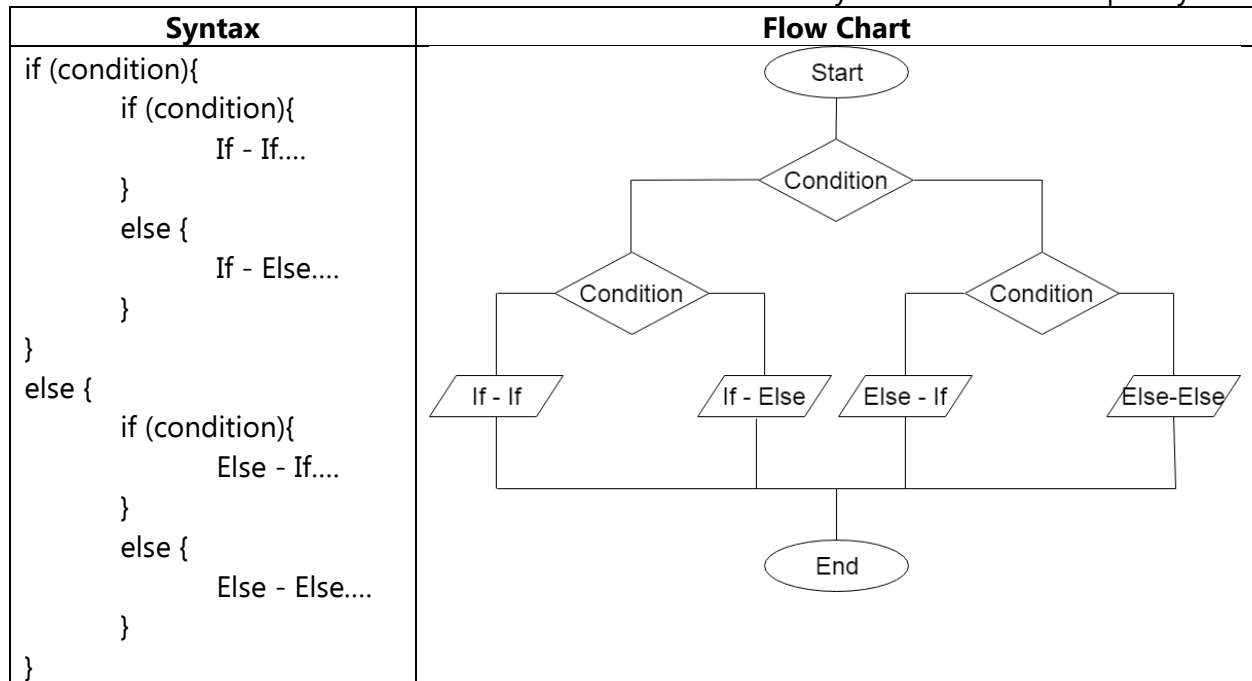 Syntax
Flow Chart
if (condition){
if (condition){
If - If....
}
else {
If - Else....
}
}
else {
if (condition){
Else - If....
}
else {
Else - Else....
}
}
Start
Condition
Condition
Condition
If - If
If - Else
Else - If
Else-Else
End